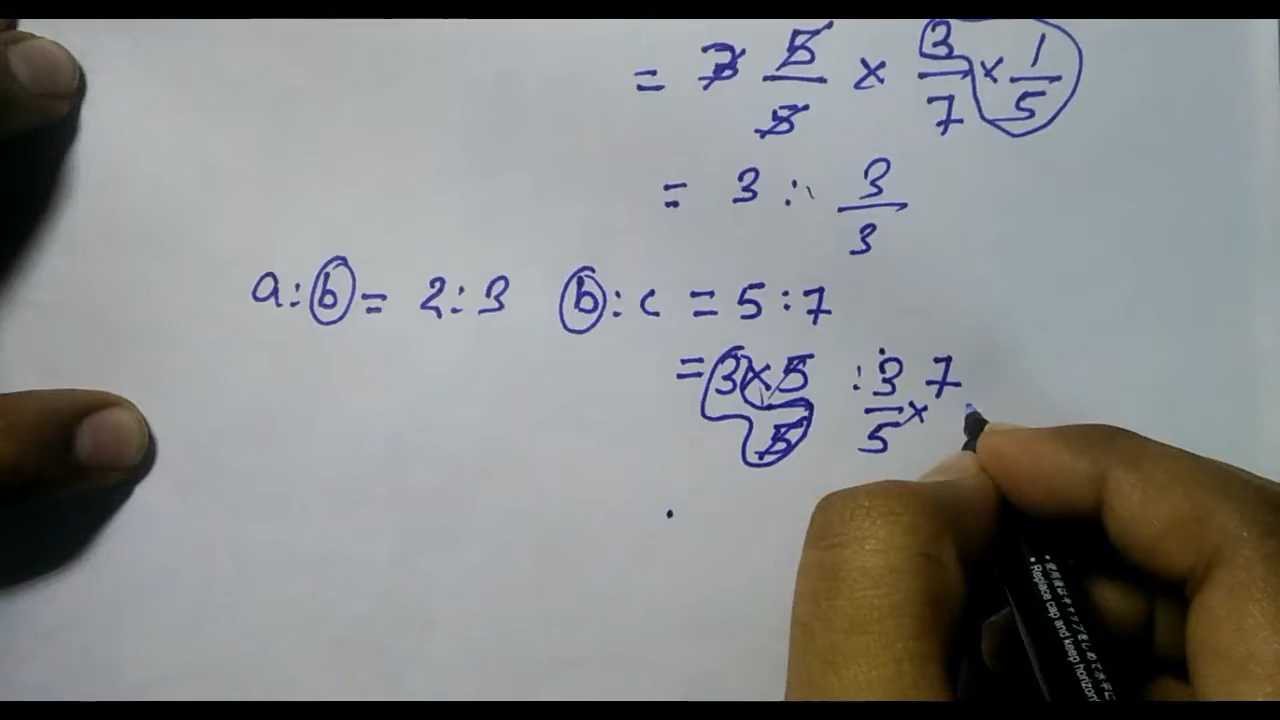 = 3 5/5 × 3/7 × 1/5
= 3 : 3/3
a:b = 2:3 b:c = 5:7
= 3×5/5 : 3/5 × 7
• Replace cap and keep horizon